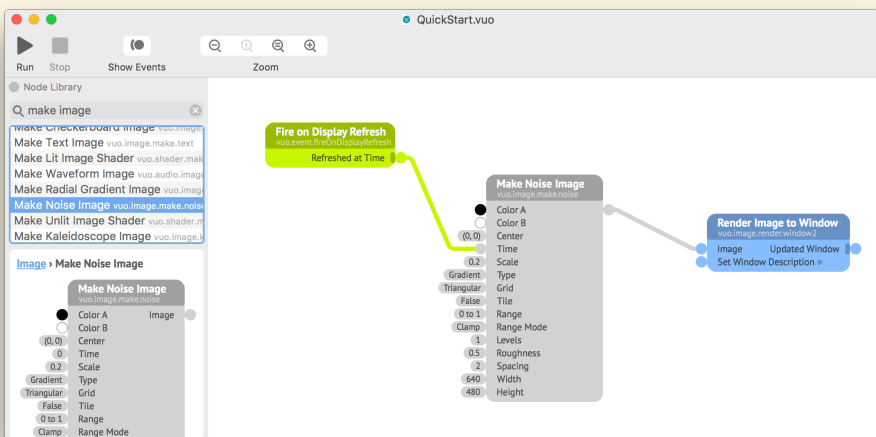 QuickStart.vuo
Run Stop Show Events Zoom
Node Library
make image
Make Checkerboard Image vuo.image.
Make Text Image vuo.image.make.text
Make Lit Image Shader vuo.shader.mak
Make Waveform Image vuo.audio.imag
Make Radial Gradient Image vuo.imag
Make Noise Image vuo.image.make.nois
Make Unlit Image Shader vuo.shader.m
Make Kaleidoscope Image vuo.image.k
Image › Make Noise Image
Make Noise Image
vuo.image.make.noise
Color A Image
Color B
(0, 0) Center
0 Time
0.2 Scale
Gradient Type
Triangular Grid
False Tile
0 to 1 Range
Clamp Range Mode
Fire on Display Refresh
vuo.event.fireOnDisplayRefresh
Refreshed at Time
Make Noise Image
vuo.image.make.noise
Color A
Color B
(0, 0) Center
Time
0.2 Scale
Gradient Type
Triangular Grid
False Tile
0 to 1 Range
Clamp Range Mode
1 Levels
0.5 Roughness
2 Spacing
640 Width
480 Height
Render Image to Window
vuo.image.render.window2
Image Updated Window
Set Window Description